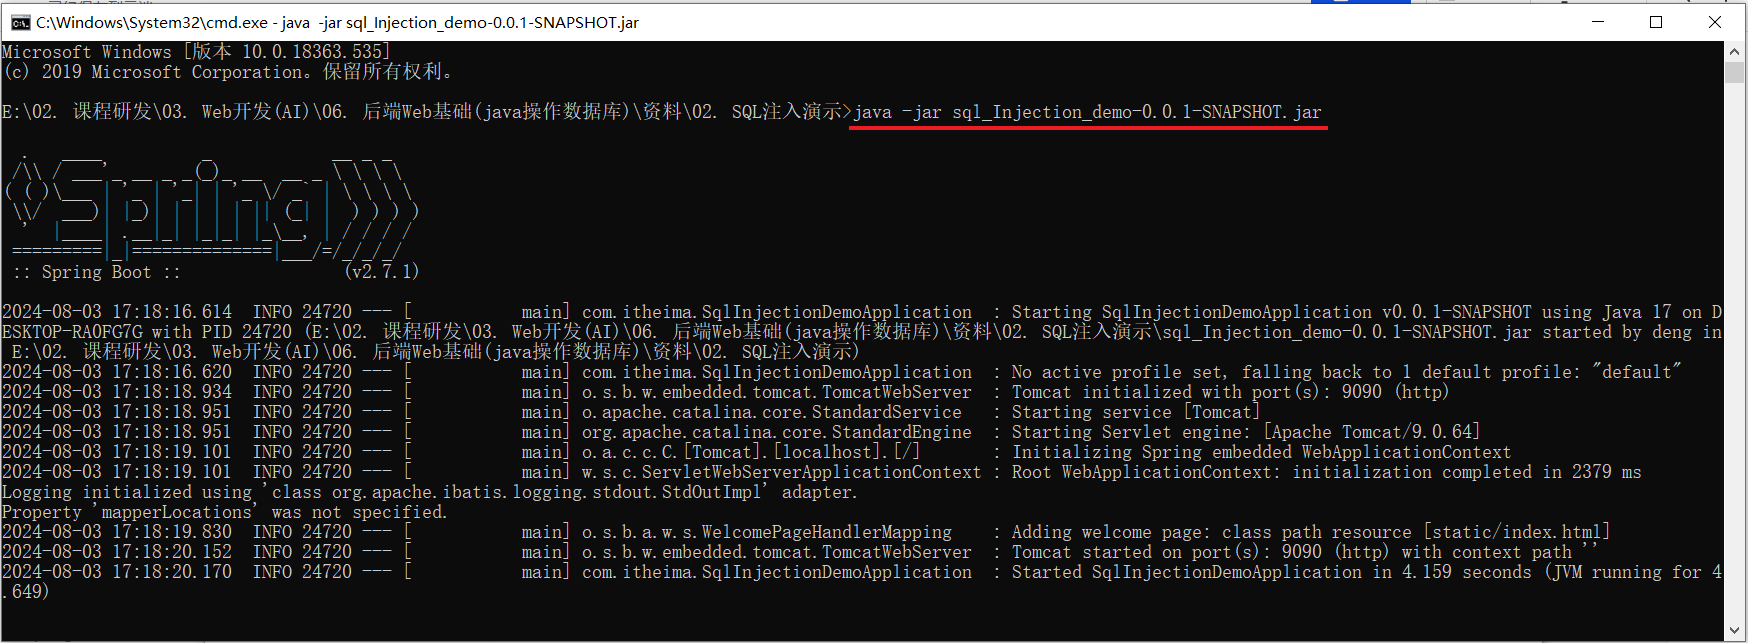 C:\Windows\System32\cmd.exe - java  -jar sql_Injection_demo-0.0.1-SNAPSHOT.jar
Microsoft Windows [版本 10.0.18363.535]
(c) 2019 Microsoft Corporation。保留所有权利。
E:\02. 课程研发\03. Web开发(AI)\06. 后端Web基础(java操作数据库)\资料\02. SQL注入演示>java -jar sql_Injection_demo-0.0.1-SNAPSHOT.jar
Spring
:: Spring Boot ::                (v2.7.1)
2024-08-03 17:18:16.614  INFO 24720 --- [           main] com.itheima.SqlInjectionDemoApplication  : Starting SqlInjectionDemoApplication v0.0.1-SNAPSHOT using Java 17 on D
ESKTOP-RAOFG7G with PID 24720 (E:\02. 课程研发\03. Web开发(AI)\06. 后端Web基础(java操作数据库)\资料\02. SQL注入演示\sql_Injection_demo-0.0.1-SNAPSHOT.jar started by deng in
E:\02. 课程研发\03. Web开发(AI)\06. 后端Web基础(java操作数据库)\资料\02. SQL注入演示)
2024-08-03 17:18:16.620  INFO 24720 --- [           main] com.itheima.SqlInjectionDemoApplication  : No active profile set, falling back to 1 default profile: "default"
2024-08-03 17:18:18.934  INFO 24720 --- [           main] o.s.b.w.embedded.tomcat.TomcatWebServer  : Tomcat initialized with port(s): 9090 (http)
2024-08-03 17:18:18.951  INFO 24720 --- [           main] o.apache.catalina.core.StandardService   : Starting service [Tomcat]
2024-08-03 17:18:18.951  INFO 24720 --- [           main] org.apache.catalina.core.StandardEngine  : Starting Servlet engine: [Apache Tomcat/9.0.64]
2024-08-03 17:18:19.101  INFO 24720 --- [           main] o.a.c.c.C.[Tomcat].[localhost].[/]       : Initializing Spring embedded WebApplicationContext
2024-08-03 17:18:19.101  INFO 24720 --- [           main] w.s.c.ServletWebServerApplicationContext : Root WebApplicationContext: initialization completed in 2379 ms
Logging initialized using 'class org.apache.ibatis.logging.stdout.StdOutImpl' adapter.
Property 'mapperLocations' was not specified.
2024-08-03 17:18:19.830  INFO 24720 --- [           main] o.s.b.a.w.s.WelcomePageHandlerMapping    : Adding welcome page: class path resource [static/index.html]
2024-08-03 17:18:20.152  INFO 24720 --- [           main] o.s.b.w.embedded.tomcat.TomcatWebServer  : Tomcat started on port(s): 9090 (http) with context path ''
2024-08-03 17:18:20.170  INFO 24720 --- [           main] com.itheima.SqlInjectionDemoApplication  : Started SqlInjectionDemoApplication in 4.159 seconds (JVM running for 4
.649)